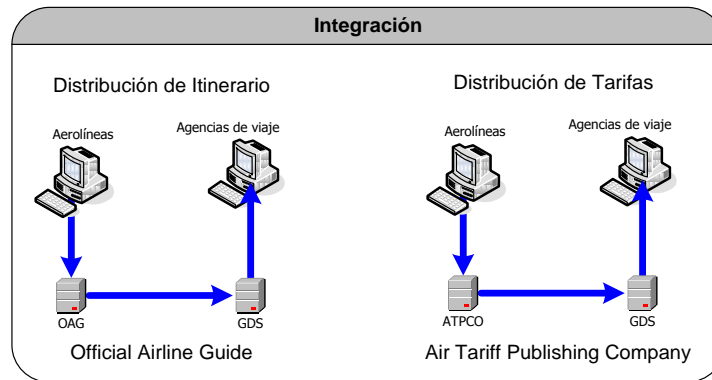 Integración
Distribución de Itinerario
Aerolíneas
Agencias de viaje
OAG
GDS
Official Airline Guide
Distribución de Tarifas
Aerolíneas
Agencias de viaje
ATPCO
GDS
Air Tariff Publishing Company